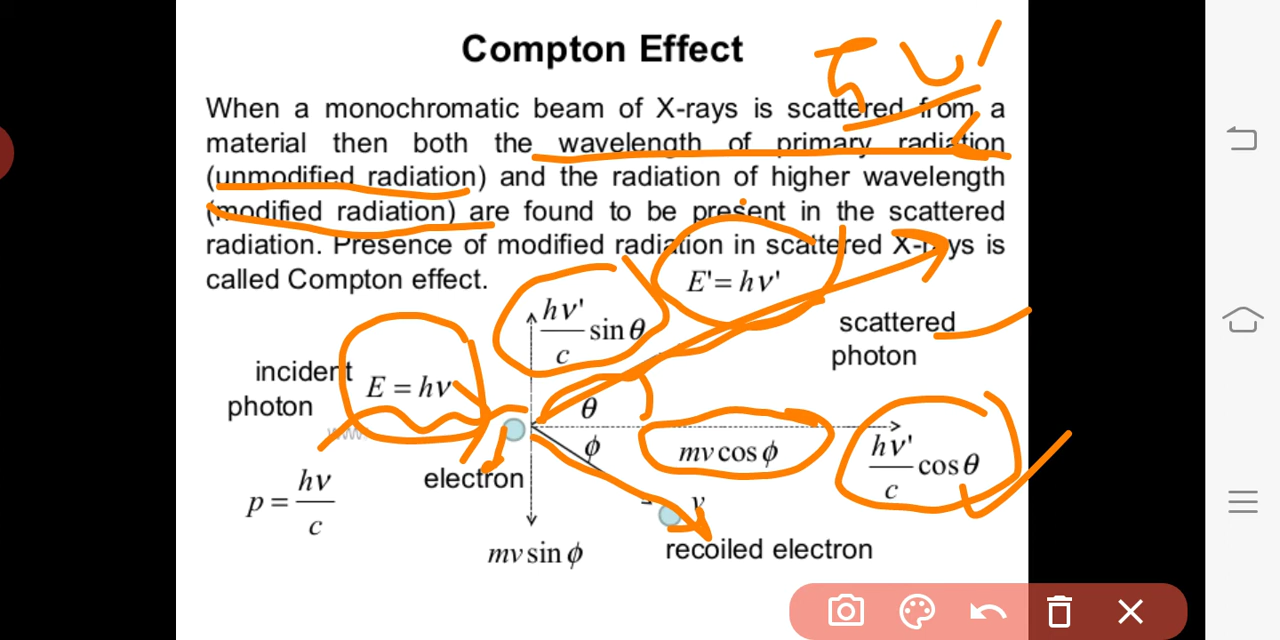 Compton Effect
When a monochromatic beam of X-rays is scattered from a
material then both the wavelength of primary radiation
(unmodified radiation) and the radiation of higher wavelength
(modified radiation) are found to be present in the scattered
radiation. Presence of modified radiation in scattered X-rays is
called Compton effect.
E'= hν'
hν'/c sin θ
scattered
photon
incident
photon
E = hν
θ
ϕ
mv cos ϕ
hν'/c cos θ
electron
p = hν/c
v
recoiled electron
mv sin ϕ